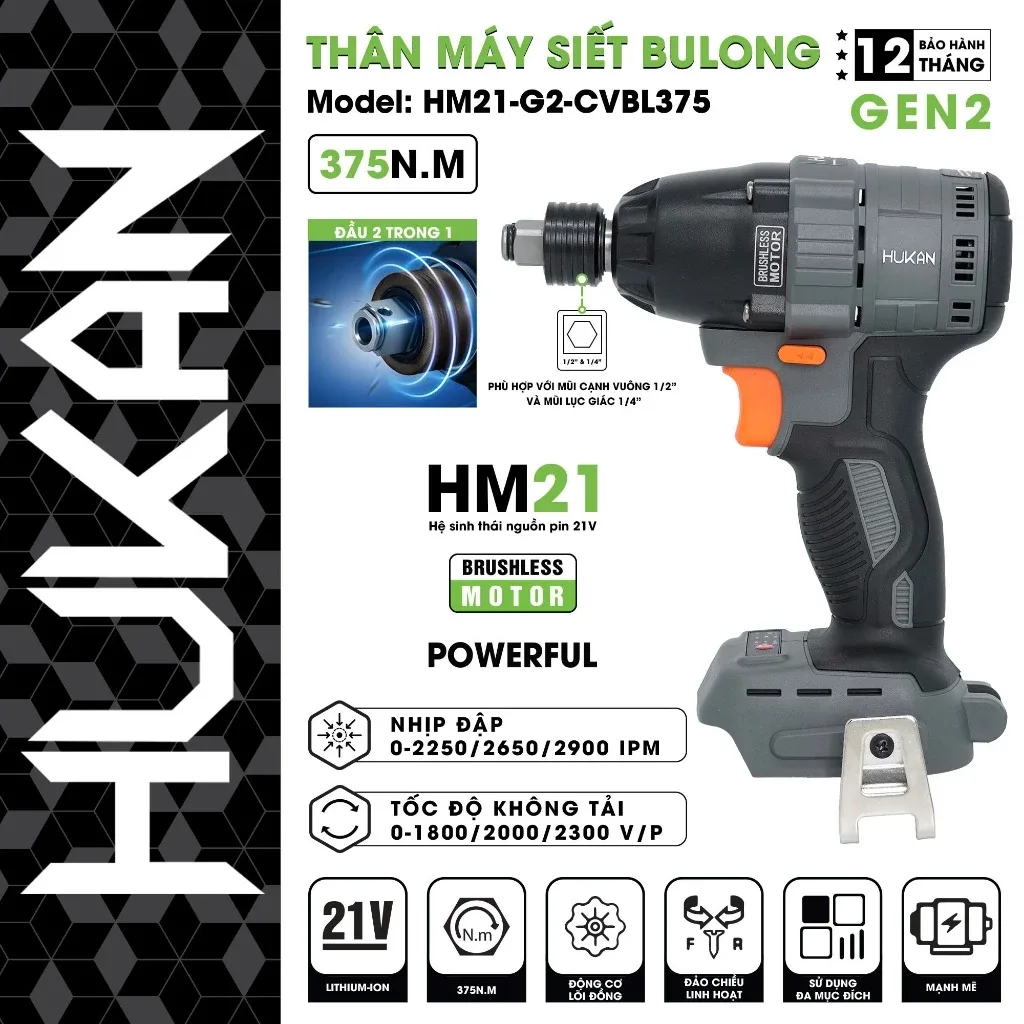 HUKAN
THÂN MÁY SIẾT BULONG
Model: HM21-G2-CVBL375
12
BẢO HÀNH
THÁNG
GEN2
375N.M
ĐẦU 2 TRONG 1
HUKAN
BRUSHLESS
MOTOR
HUKAN
1/2" & 1/4"
PHÙ HỢP VỚI MŨI CẠNH VUÔNG 1/2"
VÀ MŨI LỤC GIÁC 1/4"
HM21
Hệ sinh thái nguồn pin 21V
BRUSHLESS
MOTOR
POWERFUL
NHỊP ĐẬP
0-2250/2650/2900 IPM
TỐC ĐỘ KHÔNG TẢI
0-1800/2000/2300 V/P
21V
LITHIUM-ION
N.m
375N.M
ĐỘNG CƠ
LÕI ĐỒNG
F R
ĐẢO CHIỀU
LINH HOẠT
SỬ DỤNG
ĐA MỤC ĐÍCH
MẠNH MẼ